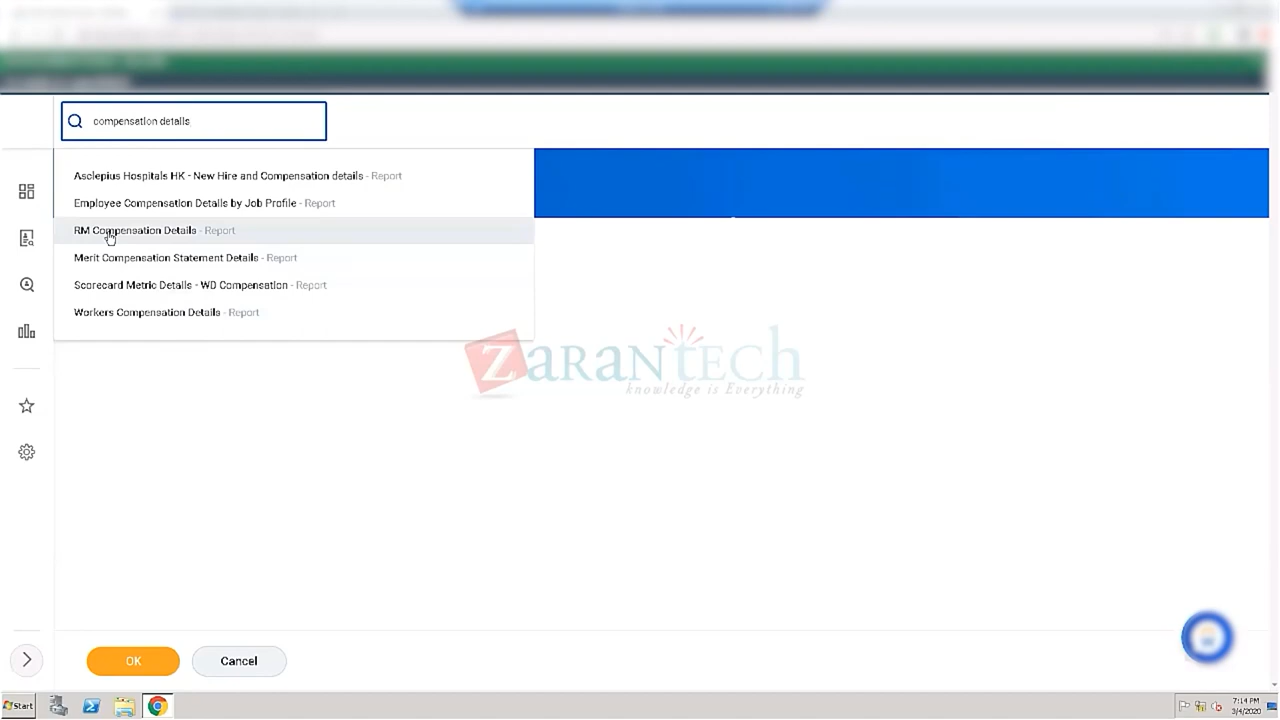 compensation details
Asclepius Hospitals HK - New Hire and Compensation details - Report
Employee Compensation Details by Job Profile - Report
RM Compensation Details - Report
Merit Compensation Statement Details - Report
Scorecard Metric Details - WD Compensation - Report
Workers Compensation Details - Report
ZARANTECH
knowledge is Everything
OK
Cancel
Start
7:14 PM
3/4/2020